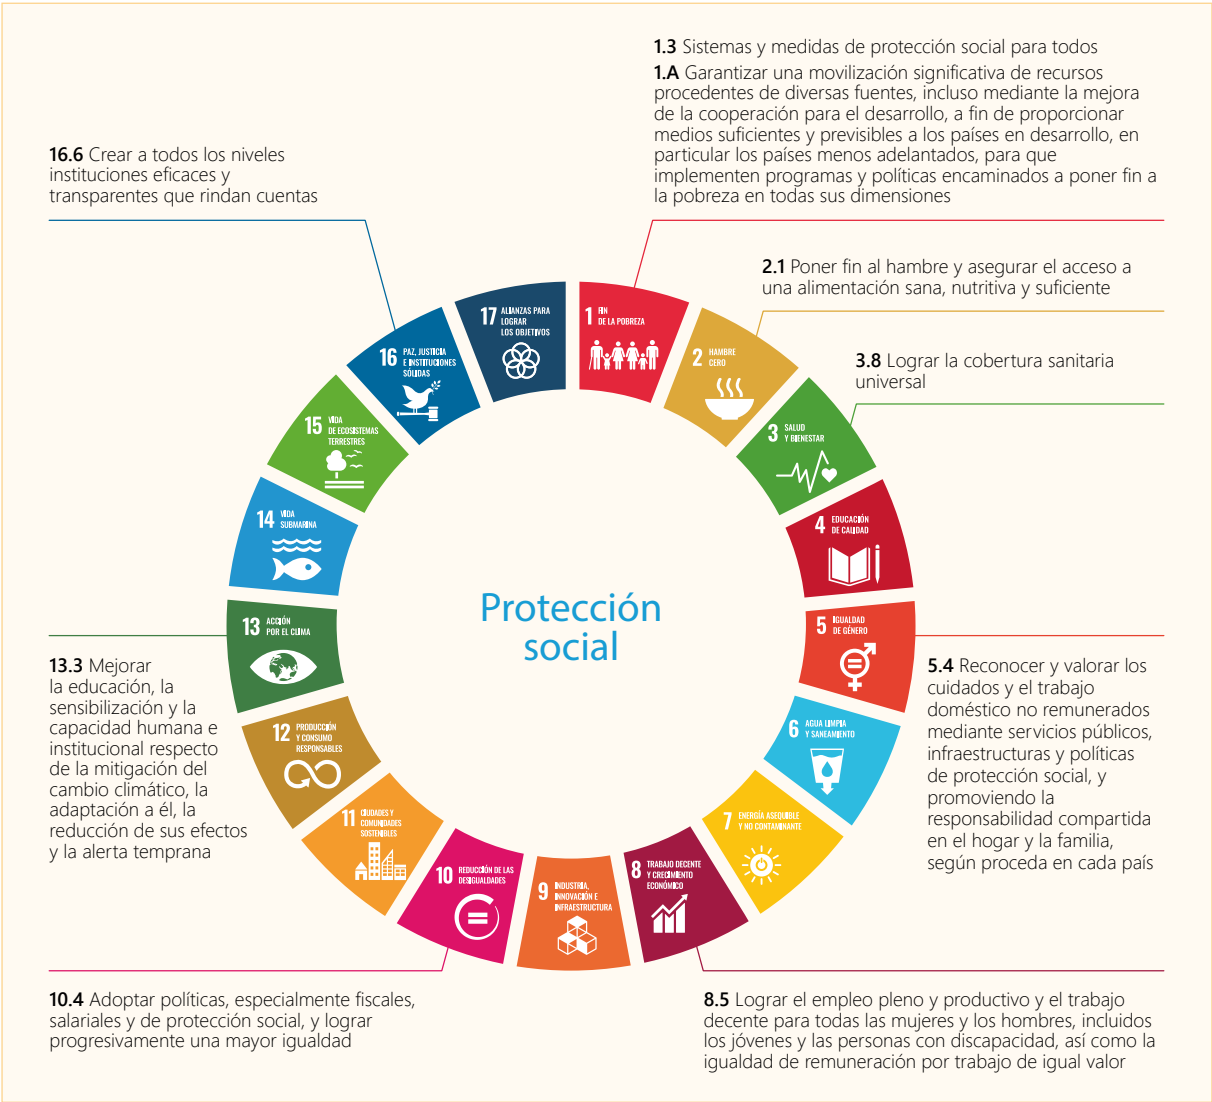 1.3 Sistemas y medidas de protección social para todos
1.A Garantizar una movilización significativa de recursos
procedentes de diversas fuentes, incluso mediante la mejora
de la cooperación para el desarrollo, a fin de proporcionar
medios suficientes y previsibles a los países en desarrollo, en
particular los países menos adelantados, para que
implementen programas y políticas encaminados a poner fin a
la pobreza en todas sus dimensiones
16.6 Crear a todos los niveles
instituciones eficaces y
transparentes que rindan cuentas
2.1 Poner fin al hambre y asegurar el acceso a
una alimentación sana, nutritiva y suficiente
3.8 Lograr la cobertura sanitaria
universal
1 FIN
DE LA POBREZA
2 HAMBRE
CERO
3 SALUD
Y BIENESTAR
4 EDUCACIÓN
DE CALIDAD
5 IGUALDAD
DE GÉNERO
6 AGUA LIMPIA
Y SANEAMIENTO
7 ENERGÍA ASEQUIBLE
Y NO CONTAMINANTE
8 TRABAJO DECENTE
Y CRECIMIENTO
ECONÓMICO
9 INDUSTRIA,
INNOVACIÓN E
INFRAESTRUCTURA
10 REDUCCIÓN DE LAS
DESIGUALDADES
11 CIUDADES Y
COMUNIDADES
SOSTENIBLES
12 PRODUCCIÓN
Y CONSUMO
RESPONSABLES
13 ACCIÓN
POR EL CLIMA
14 VIDA
SUBMARINA
15 VIDA
DE ECOSISTEMAS
TERRESTRES
16 PAZ, JUSTICIA
E INSTITUCIONES
SÓLIDAS
17 ALIANZAS PARA
LOGRAR
LOS OBJETIVOS
Protección
social
13.3 Mejorar
la educación, la
sensibilización y la
capacidad humana e
institucional respecto
de la mitigación del
cambio climático, la
adaptación a él, la
reducción de sus efectos
y la alerta temprana
5.4 Reconocer y valorar los
cuidados y el trabajo
doméstico no remunerados
mediante servicios públicos,
infraestructuras y políticas
de protección social, y
promoviendo la
responsabilidad compartida
en el hogar y la familia,
según proceda en cada país
10.4 Adoptar políticas, especialmente fiscales,
salariales y de protección social, y lograr
progresivamente una mayor igualdad
8.5 Lograr el empleo pleno y productivo y el trabajo
decente para todas las mujeres y los hombres, incluidos
los jóvenes y las personas con discapacidad, así como la
igualdad de remuneración por trabajo de igual valor